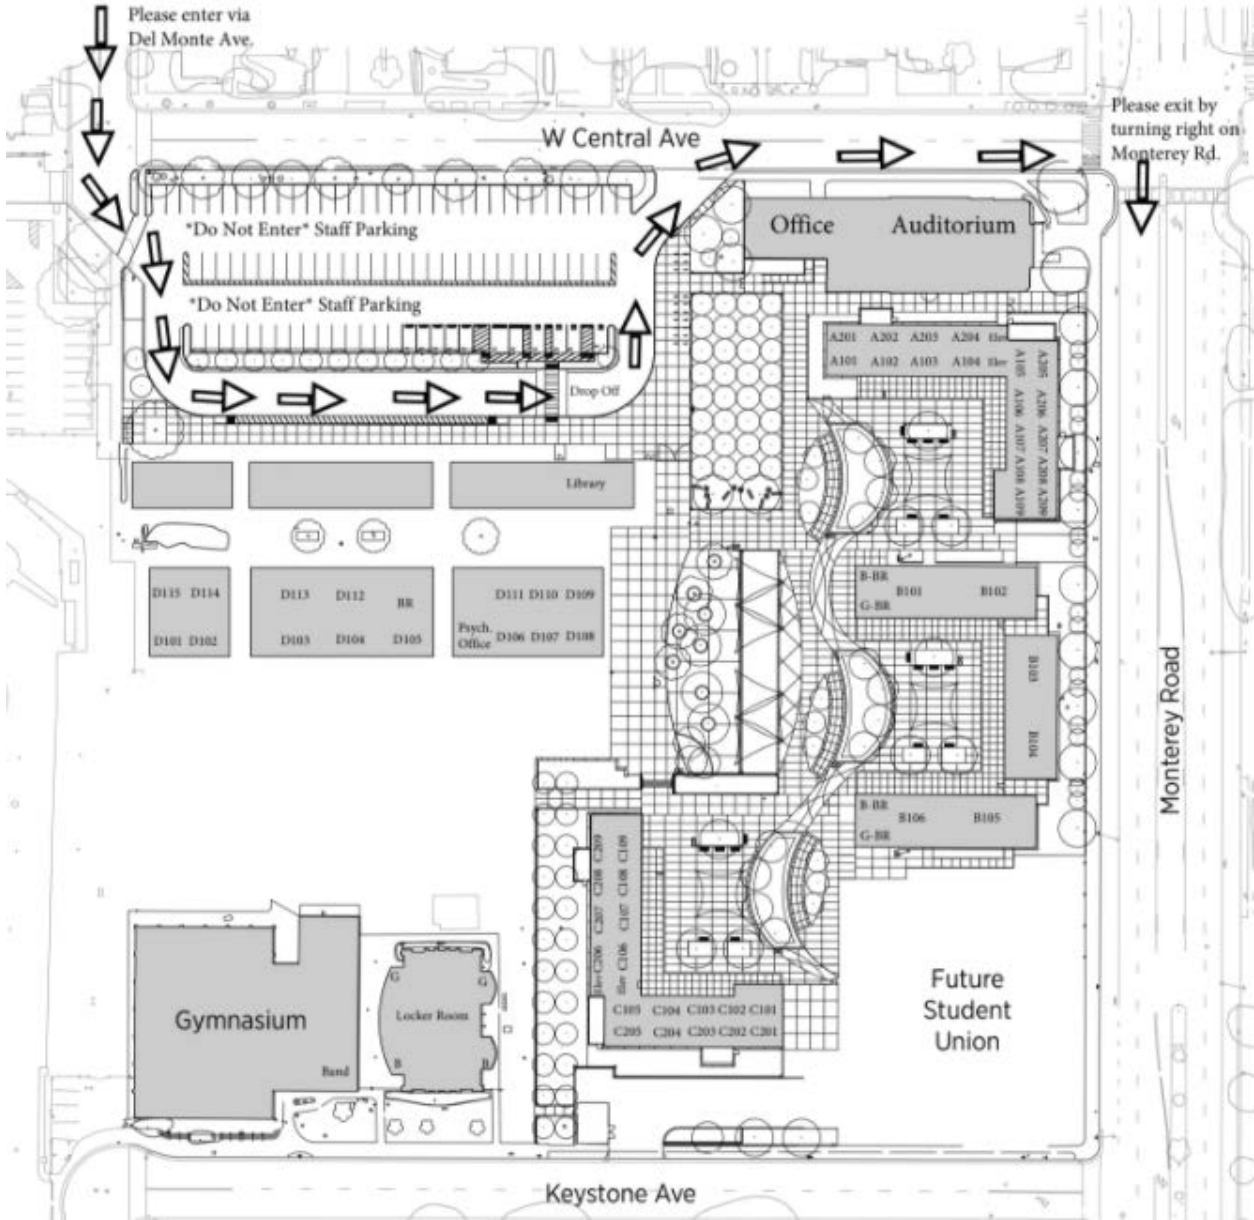 Please enter via
Del Monte Ave.
W Central Ave
Please exit by
turning right on
Monterey Rd.
*Do Not Enter* Staff Parking
*Do Not Enter* Staff Parking
Drop Off
Office
Auditorium
A201 A202 A203 A204 Elev
A101 A102 A103 A104 Elev
A205 A206 A207 A208 A209
A105 A106 A107 A108 A109
Library
D115 D114
D101 D102
D113 D112
BR
D103 D104 D105
D111 D110 D109
Psych.
Office
D106 D107 D108
B-BR
B101 B102
G-BR
B103
B104
B-BR
B106 B105
G-BR
Monterey Road
Elev C206 C207 C208 C209
Elev C106 C107 C108 C109
C105 C104 C103 C102 C101
C205 C204 C203 C202 C201
Gymnasium
Band
G
G
Locker Room
B
B
Future
Student
Union
Keystone Ave